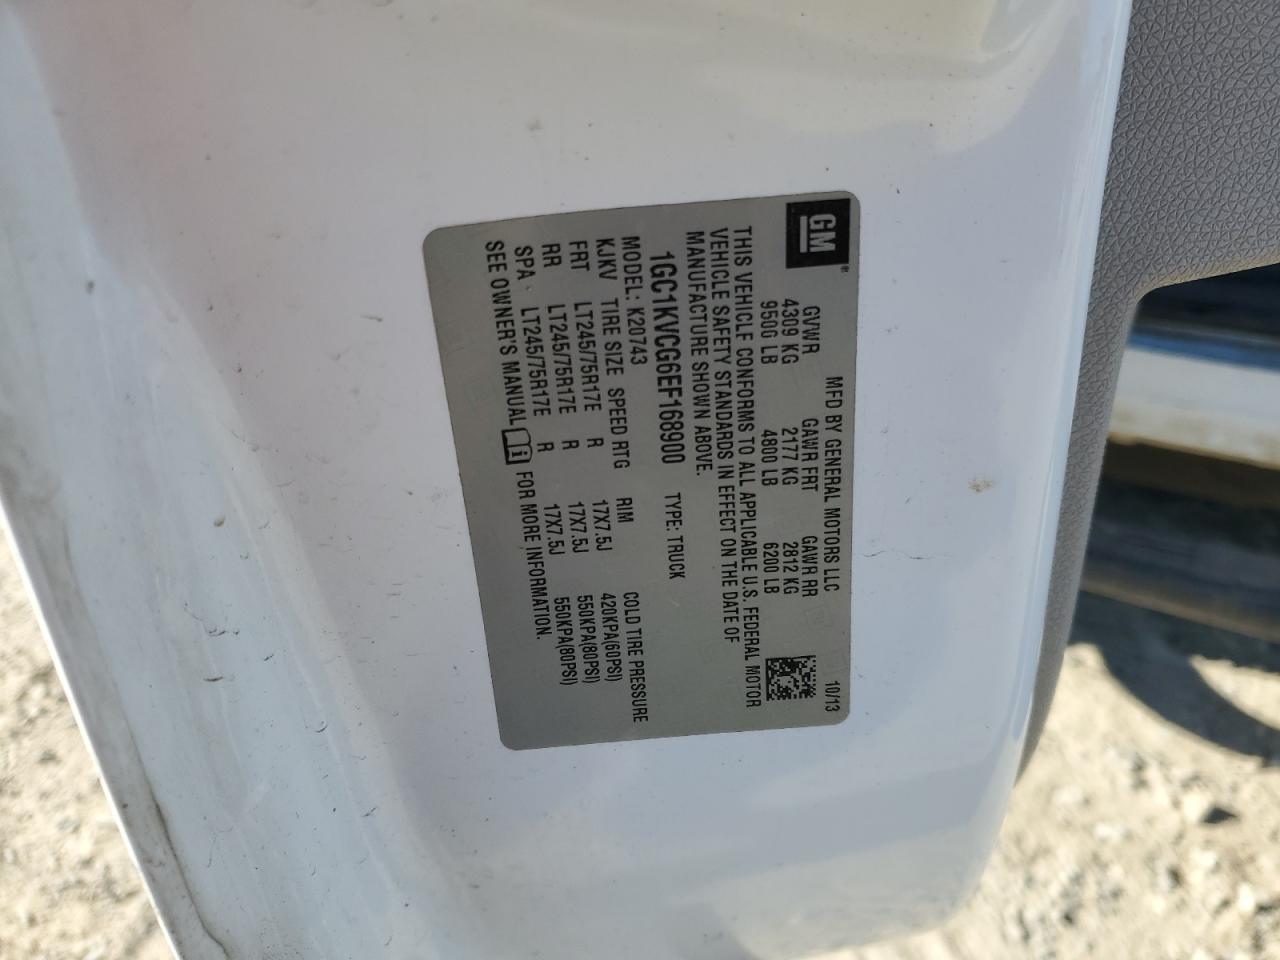 GM®
MFD BY GENERAL MOTORS LLC 10/13
GVWR GAWR FRT GAWR RR
4309 KG 2177 KG 2812 KG
9500 LB 4800 LB 6200 LB
THIS VEHICLE CONFORMS TO ALL APPLICABLE U.S. FEDERAL MOTOR
VEHICLE SAFETY STANDARDS IN EFFECT ON THE DATE OF
MANUFACTURE SHOWN ABOVE.
1GC1KVCG6EF168900 TYPE: TRUCK
MODEL: K20743
KJKV TIRE SIZE SPEED RTG RIM COLD TIRE PRESSURE
FRT LT245/75R17E R 17X7.5J 420KPA(60PSI)
RR LT245/75R17E R 17X7.5J 550KPA(80PSI)
SPA LT245/75R17E R 17X7.5J 550KPA(80PSI)
SEE OWNER'S MANUAL FOR MORE INFORMATION.